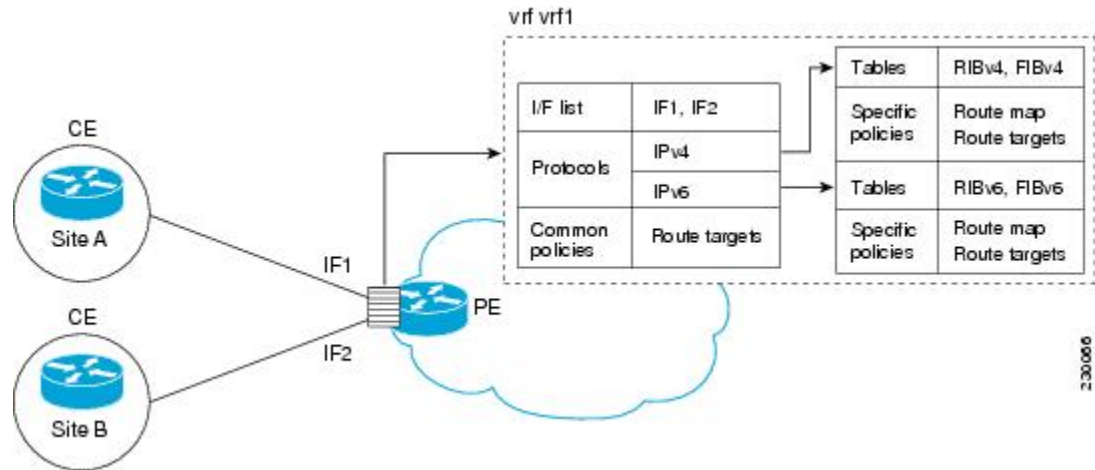 vrf vrf1
I/F list IF1, IF2
Protocols IPv4
IPv6
Common policies Route targets
Tables RIBv4, FIBv4
Specific policies Route map
Route targets
Tables RIBv6, FIBv6
Specific policies Route map
Route targets
CE
Site A
IF1
CE
Site B
IF2
PE
230066